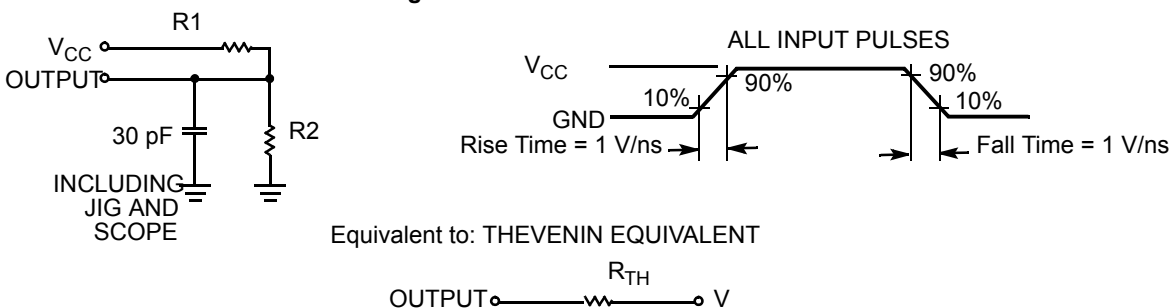 R1
VCC
OUTPUT
30 pF
R2
INCLUDING
JIG AND
SCOPE
ALL INPUT PULSES
VCC
GND
10%
90%
90%
10%
Rise Time = 1 V/ns
Fall Time = 1 V/ns
Equivalent to: THEVENIN EQUIVALENT
RTH
OUTPUT
V